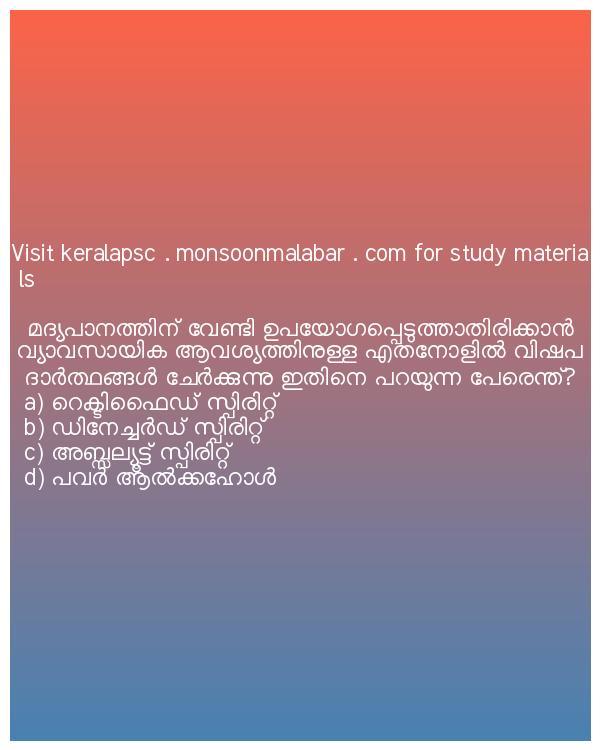 Visit keralapsc . monsoonmalabar . com for study materia
ls
മദ്യപാനത്തിന് വേണ്ടി ഉപയോഗപ്പെടുത്താതിരിക്കാൻ
വ്യാവസായിക ആവശ്യത്തിനുള്ള എതനോളിൽ വിഷപ
ദാർത്ഥങ്ങൾ ചേർക്കുന്നു ഇതിനെ പറയുന്ന പേരെന്ത്?
a) റെക്ടിഫൈഡ് സ്പിരിറ്റ്
b) ഡിനേച്ചർഡ് സ്പിരിറ്റ്
c) അബ്സല്യൂട്ട് സ്പിരിറ്റ്
d) പവർ ആൽക്കഹോൾ